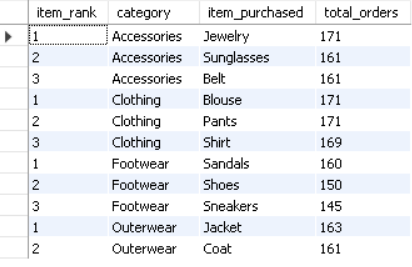 item_rank category item_purchased total_orders
1 Accessories Jewelry 171
2 Accessories Sunglasses 161
3 Accessories Belt 161
1 Clothing Blouse 171
2 Clothing Pants 171
3 Clothing Shirt 169
1 Footwear Sandals 160
2 Footwear Shoes 150
3 Footwear Sneakers 145
1 Outerwear Jacket 163
2 Outerwear Coat 161